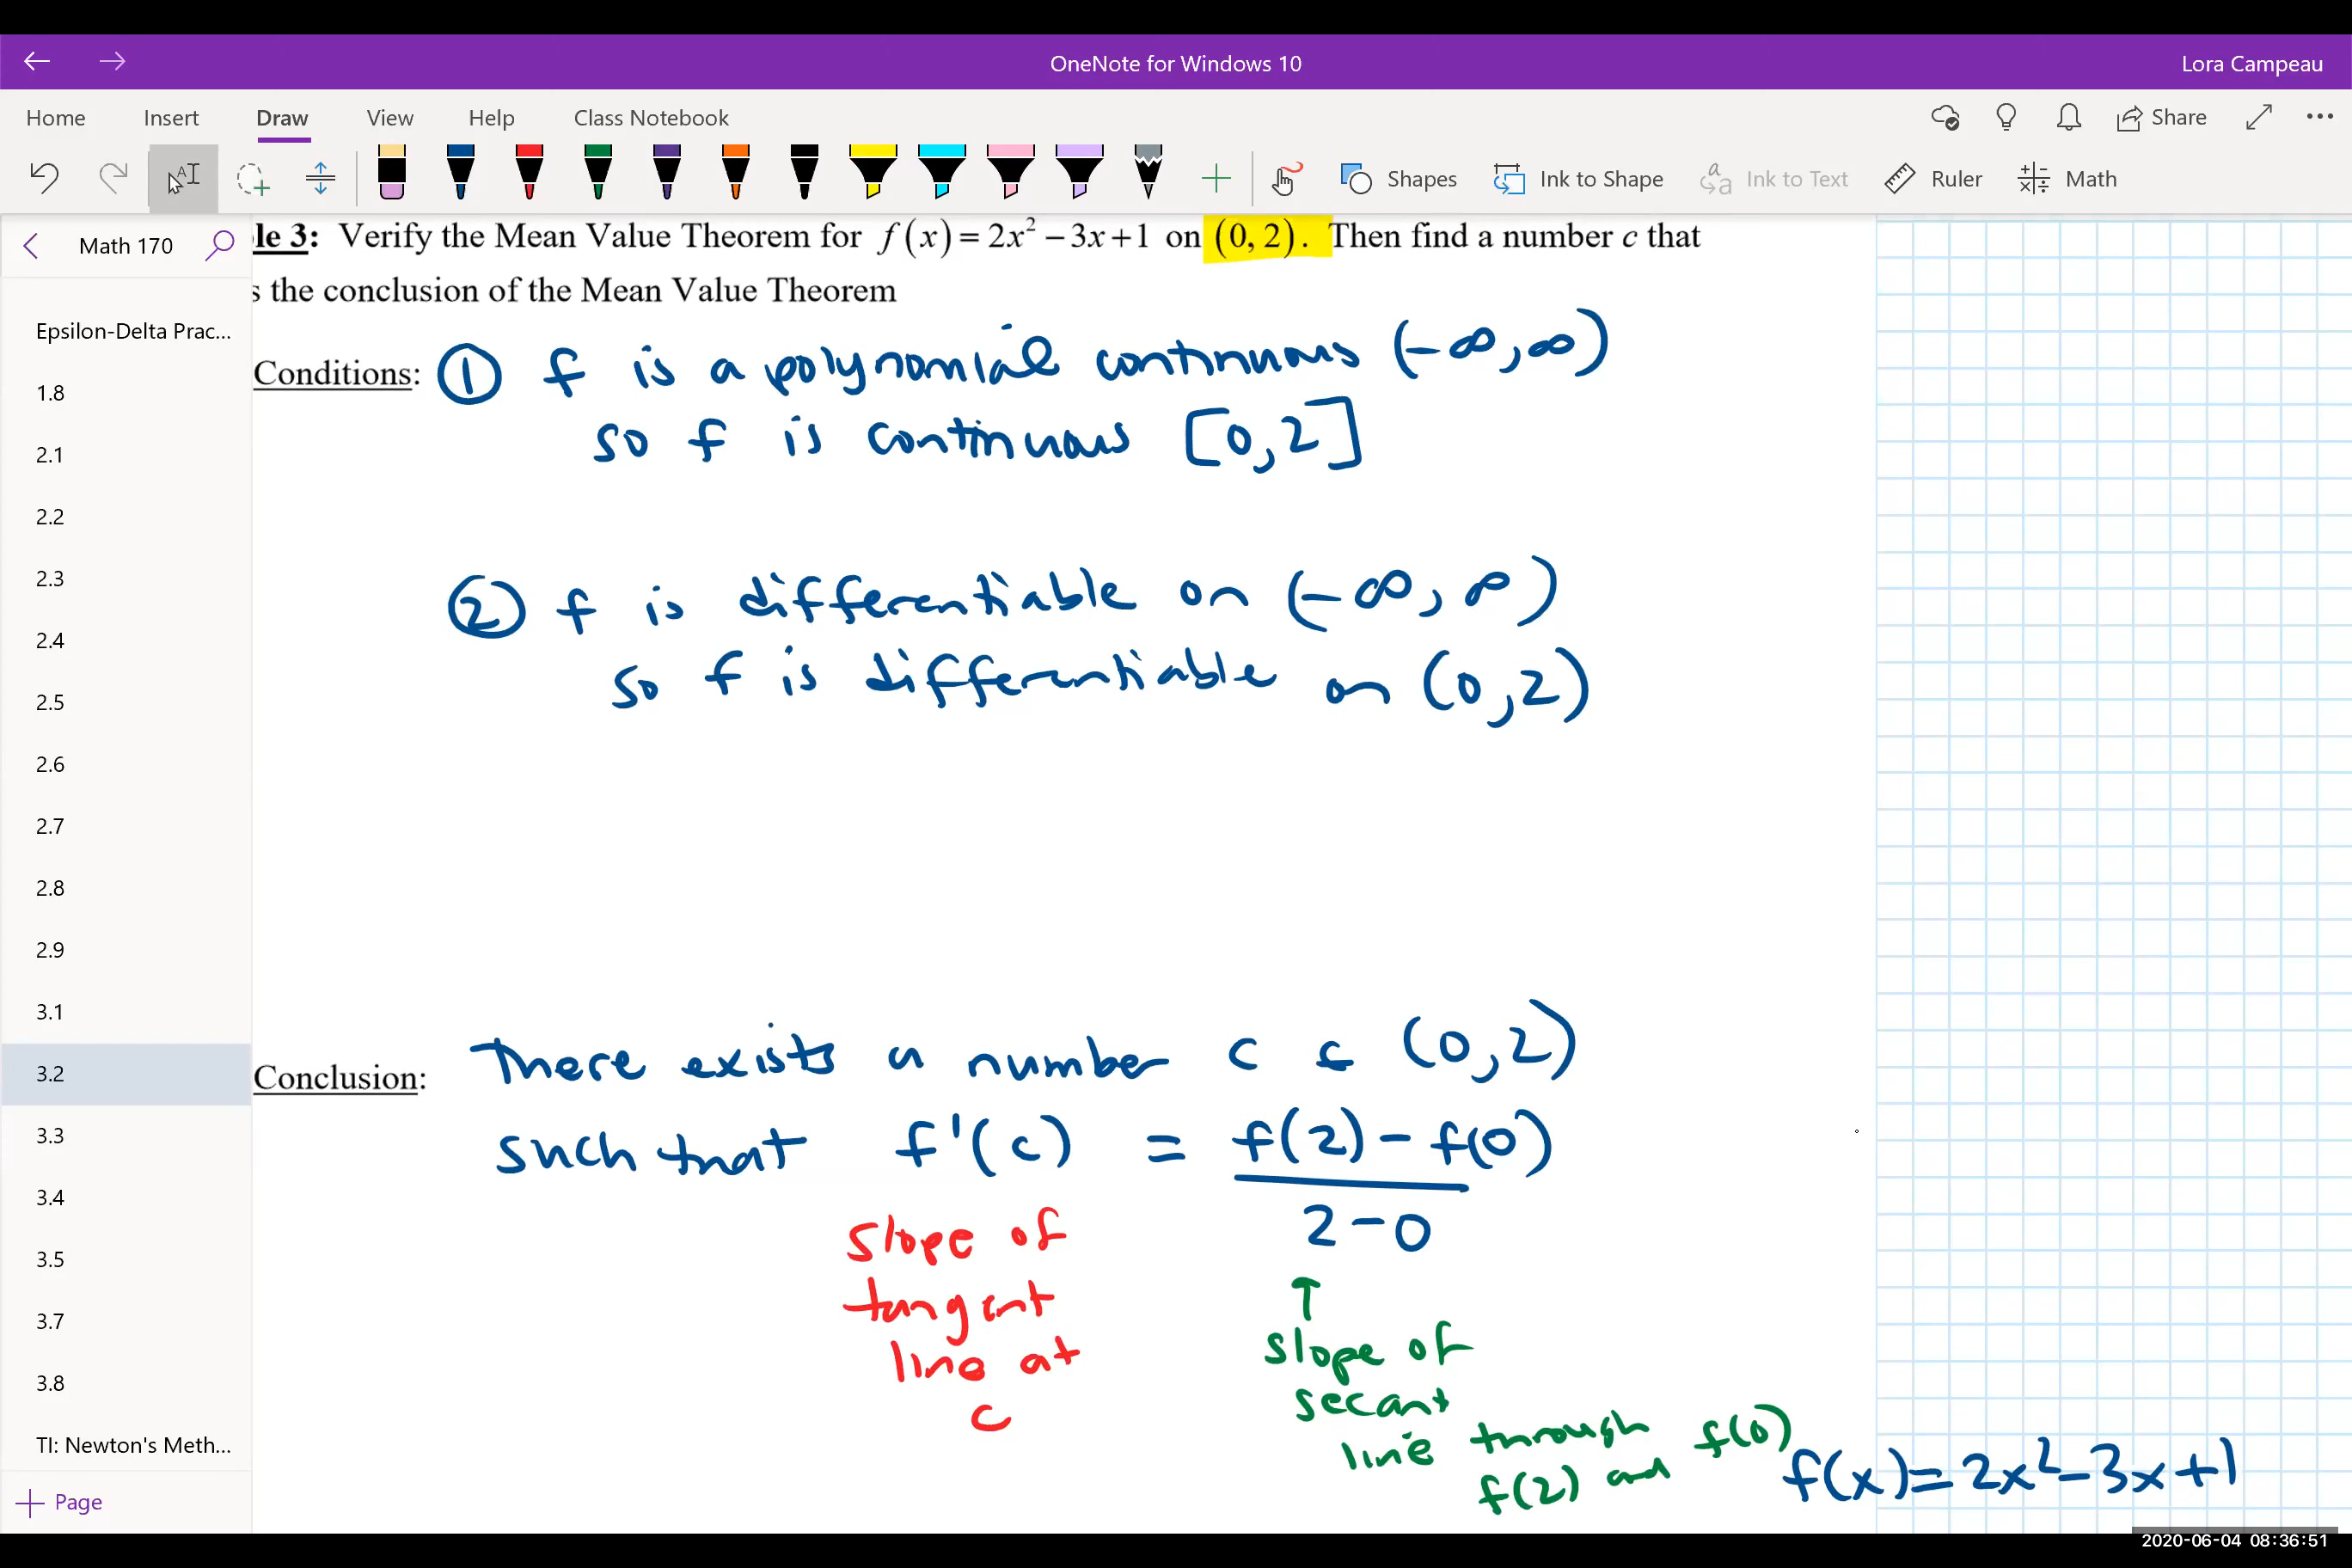 OneNote for Windows 10
Lora Campeau
Home Insert Draw View Help Class Notebook
Share
Shapes Ink to Shape Ink to Text Ruler Math
Math 170
Epsilon-Delta Prac...
1.8
2.1
2.2
2.3
2.4
2.5
2.6
2.7
2.8
2.9
3.1
3.2
3.3
3.4
3.5
3.7
3.8
TI: Newton's Meth...
+ Page
le 3: Verify the Mean Value Theorem for f(x) = 2x² − 3x + 1 on (0, 2). Then find a number c that
s the conclusion of the Mean Value Theorem
Conditions: ① f is a polynomial continuous (-∞,∞)
so f is continuous [0,2]
② f is differentiable on (-∞, ∞)
so f is differentiable on (0,2)
Conclusion: There exists a number c ∈ (0,2)
such that f'(c) = f(2) - f(0)
2 - 0
slope of
tangent
line at
c
↑
slope of
secant
line through f(0)
f(2) and
f(x) = 2x² - 3x + 1
2020-06-04 08:36:51